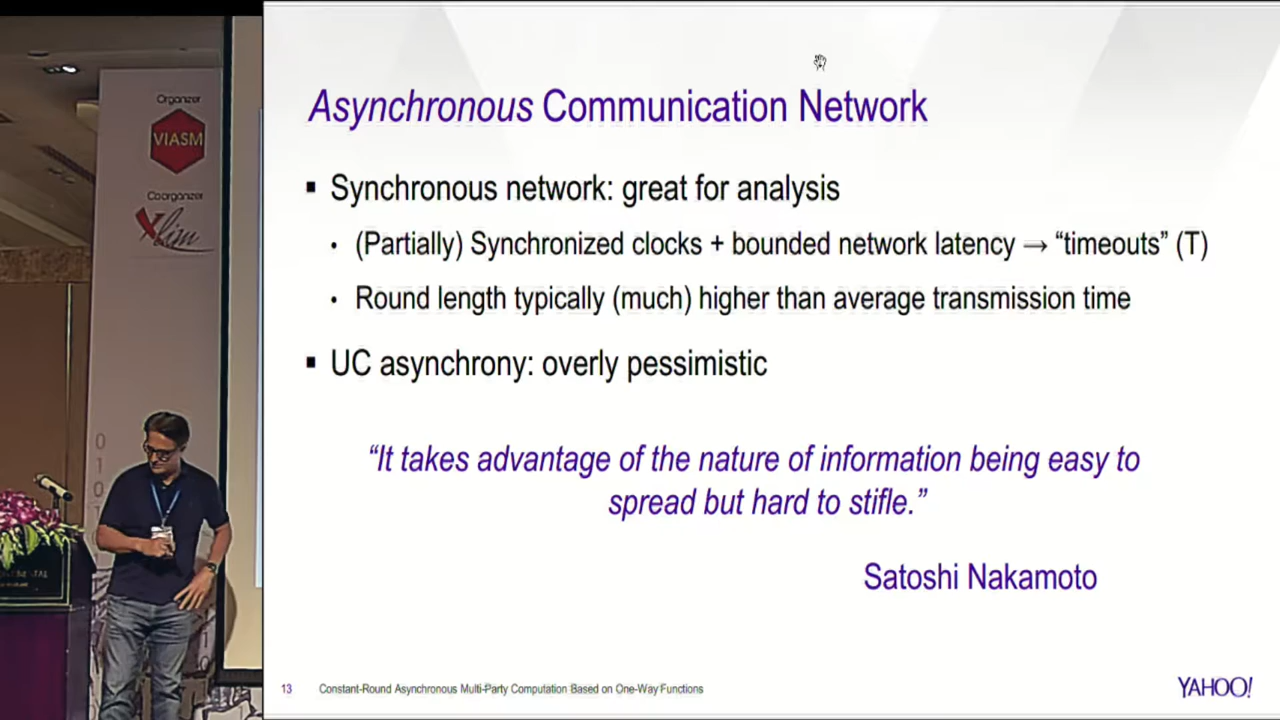 Organizer
VIASM
Coorganizer
Xlim
Asynchronous Communication Network
Synchronous network: great for analysis
(Partially) Synchronized clocks + bounded network latency → “timeouts” (T)
Round length typically (much) higher than average transmission time
UC asynchrony: overly pessimistic
“It takes advantage of the nature of information being easy to
spread but hard to stifle.”
Satoshi Nakamoto
13 Constant-Round Asynchronous Multi-Party Computation Based on One-Way Functions
YAHOO!